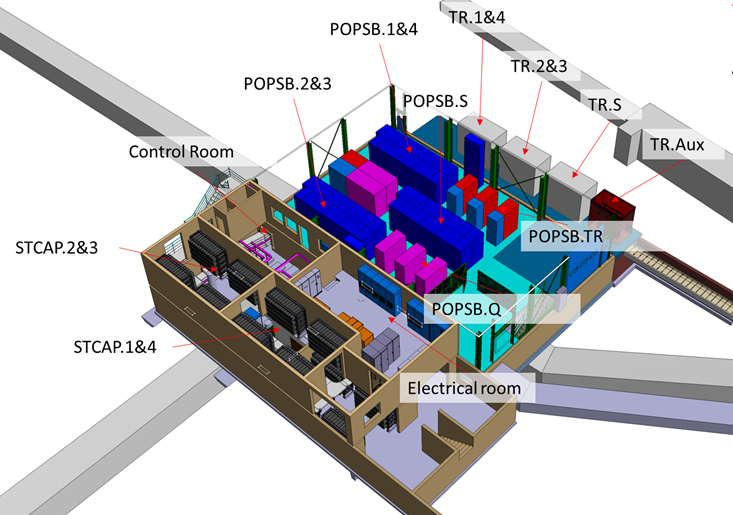 TR.1&4
POPSB.1&4
TR.2&3
POPSB.2&3
POPSB.S
TR.S
TR.Aux
Control Room
POPSB.TR
STCAP.2&3
POPSB.Q
STCAP.1&4
Electrical room